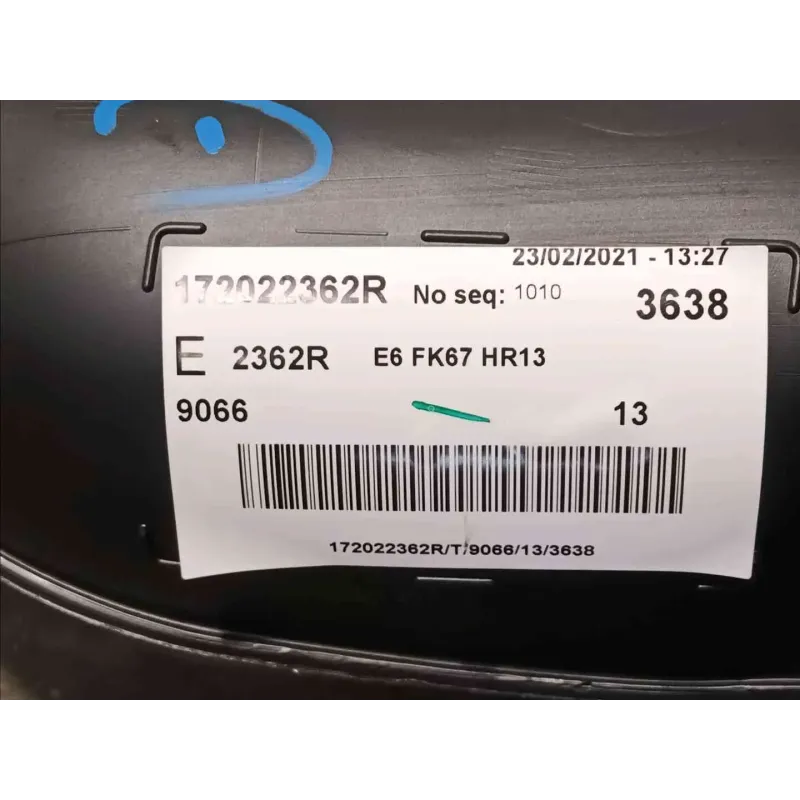 23/02/2021 - 13:27
172022362R No seq: 1010 3638
E 2362R E6 FK67 HR13
9066 13
172022362R/T/9066/13/3638